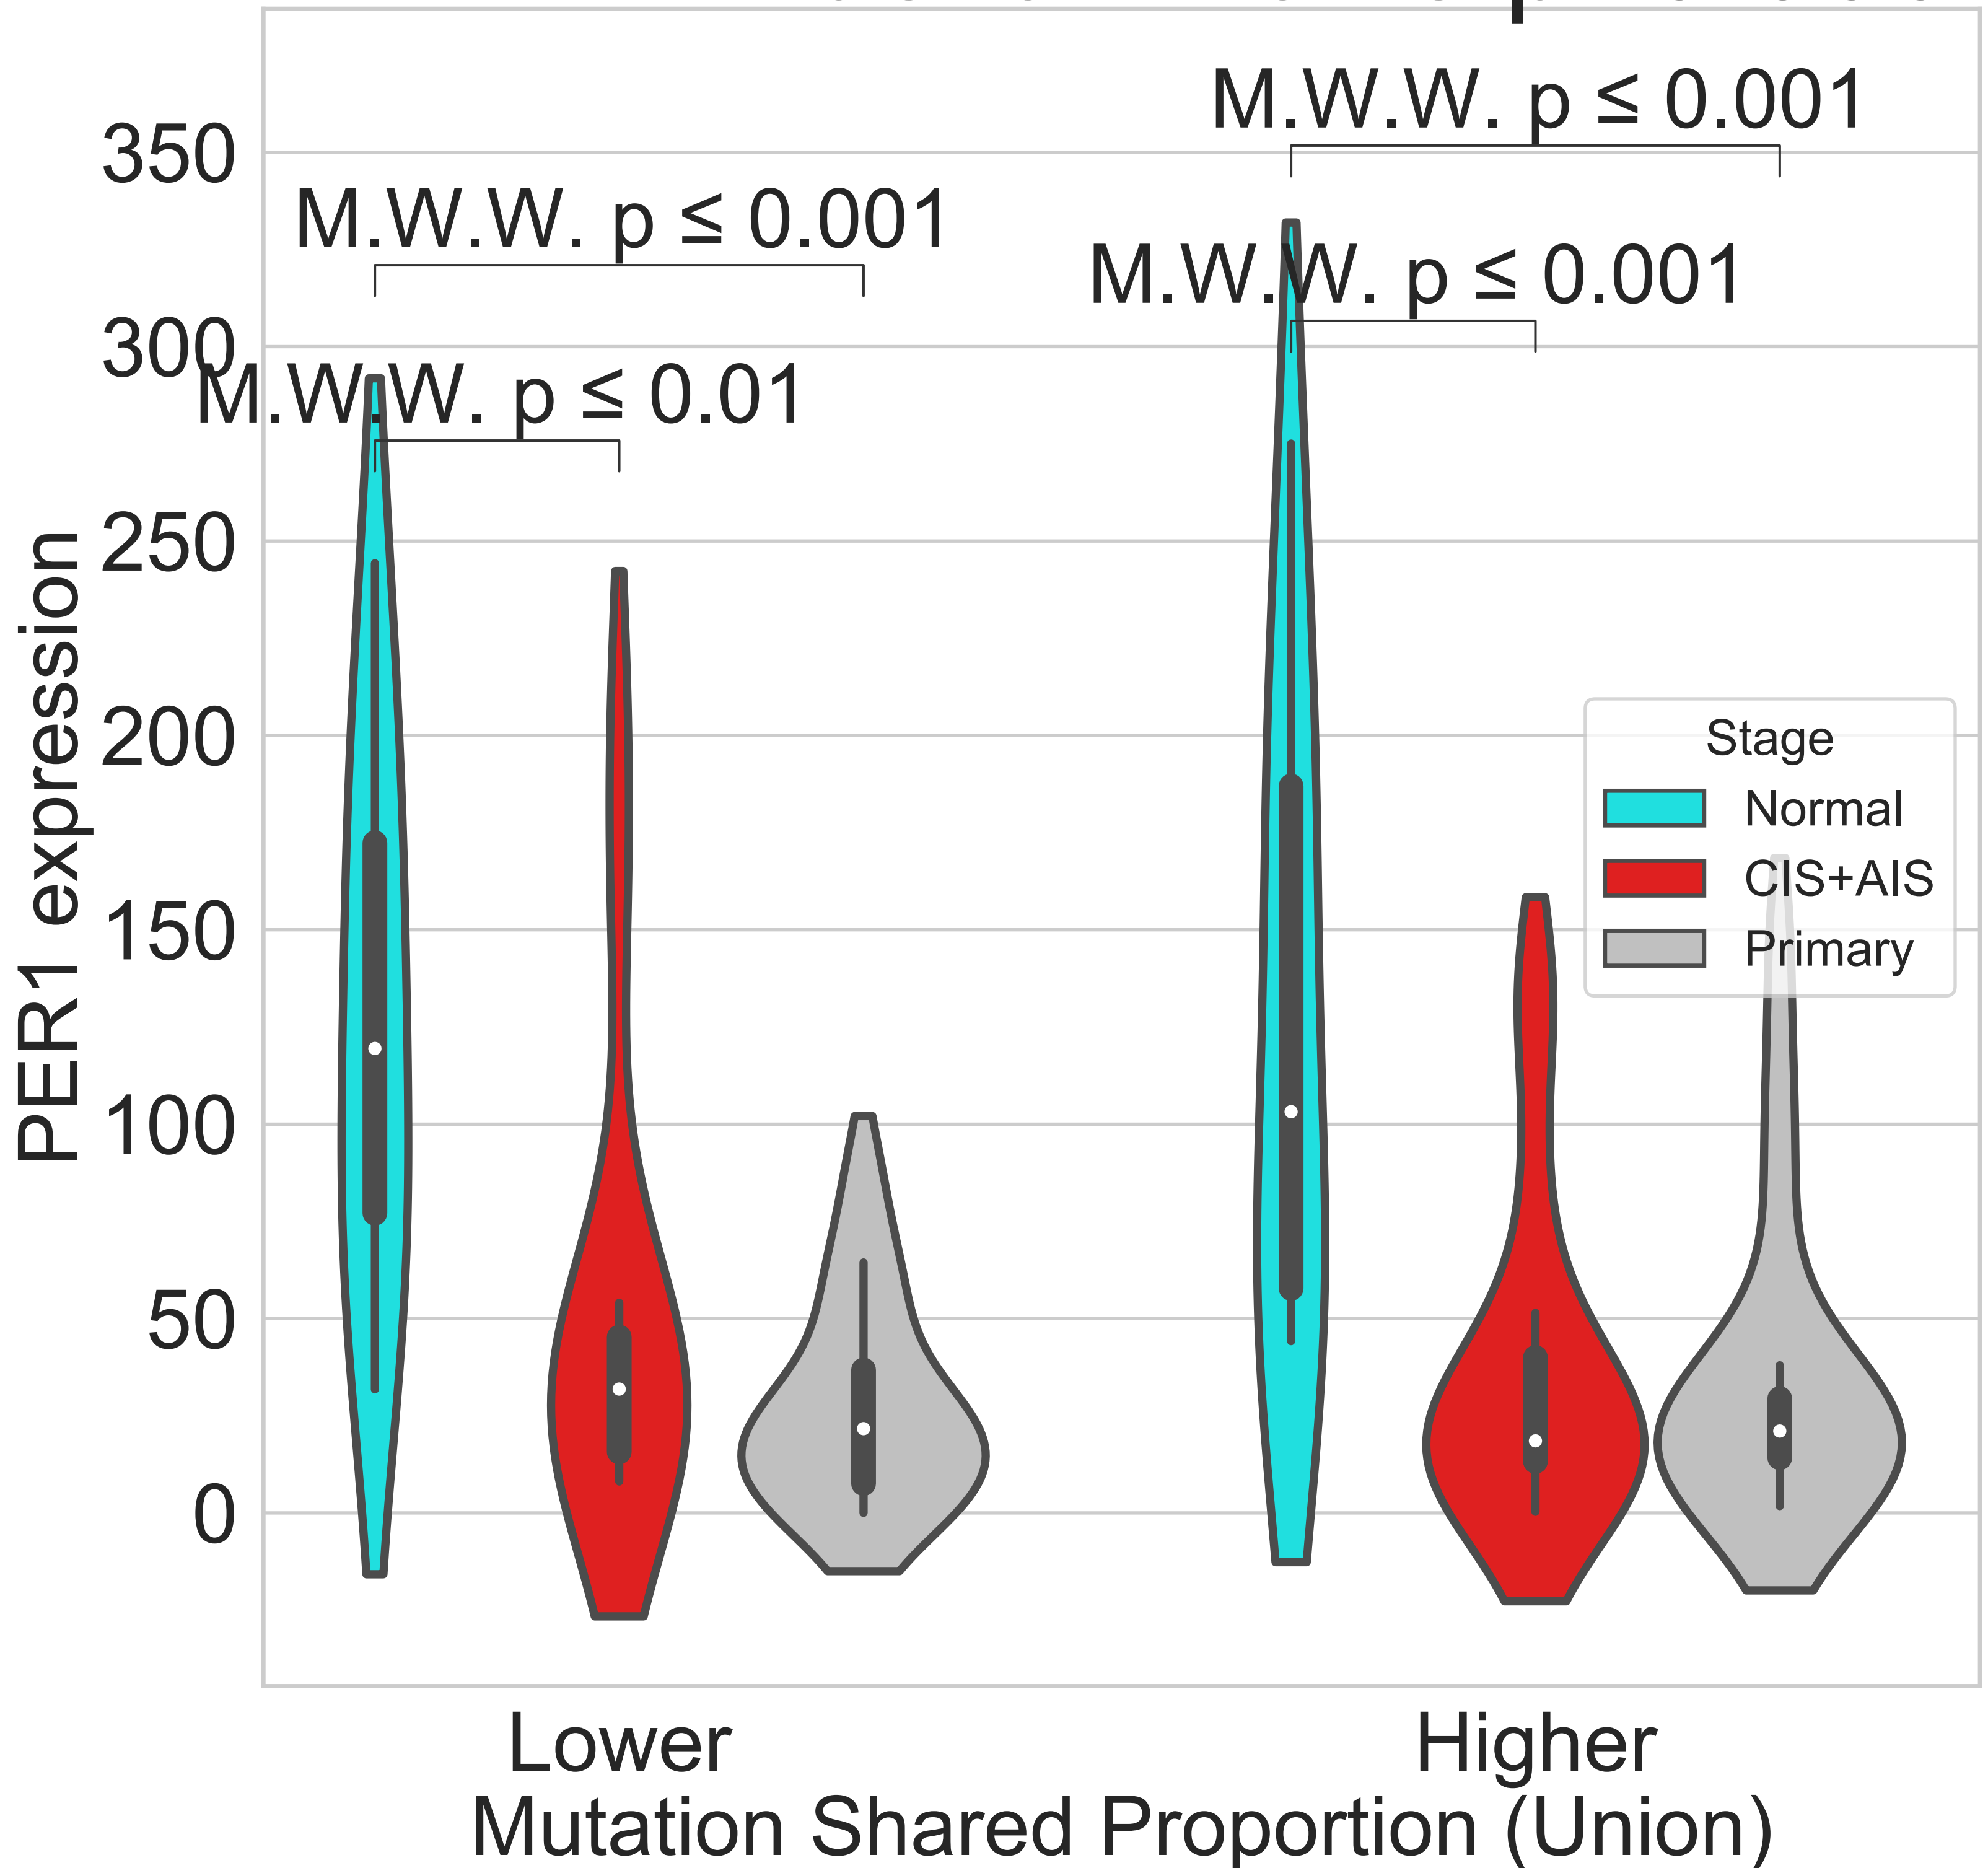 M.W.W. p ≤ 0.001
350
M.W.W. p ≤ 0.001
M.W.W. p ≤ 0.001
300
M.W.W. p ≤ 0.01
250
200
150
100
50
0
PER1 expression
Stage
Normal
CIS+AIS
Primary
Lower
Higher
Mutation Shared Proportion (Union)